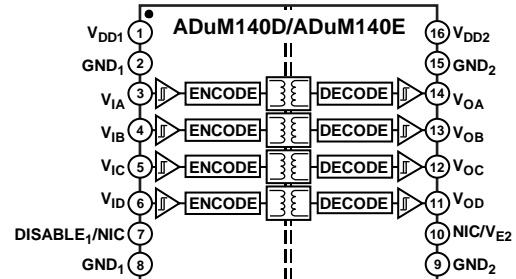 ADuM140D/ADuM140E
VDD1 1 16 VDD2
GND1 2 15 GND2
VIA 3 ENCODE DECODE 14 VOA
VIB 4 ENCODE DECODE 13 VOB
VIC 5 ENCODE DECODE 12 VOC
VID 6 ENCODE DECODE 11 VOD
DISABLE1/NIC 7 10 NIC/VE2
GND1 8 9 GND2